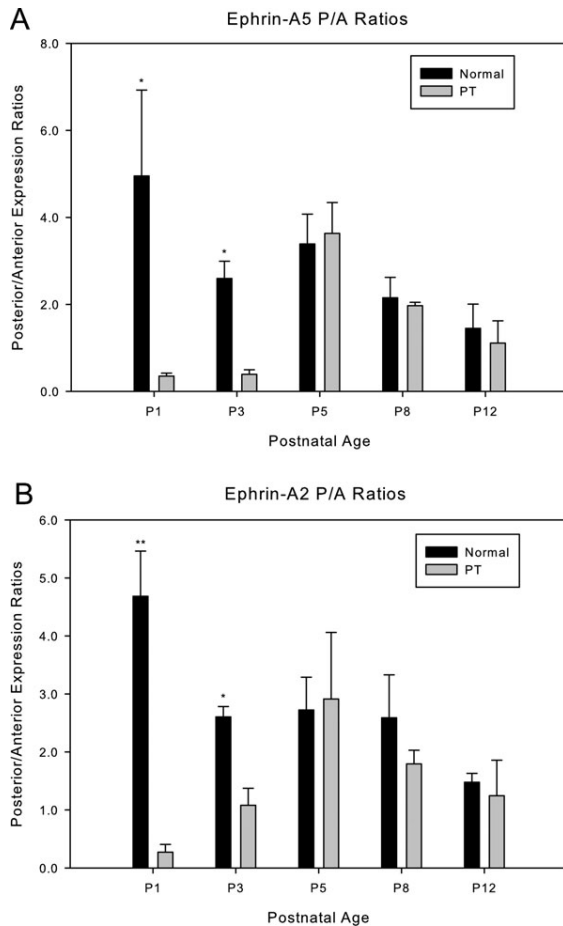 A
Ephrin-A5 P/A Ratios
8.0
6.0
4.0
2.0
0.0
Posterior/Anterior Expression Ratios
*
*
Normal
PT
P1 P3 P5 P8 P12
Postnatal Age
B
Ephrin-A2 P/A Ratios
6.0
5.0
4.0
3.0
2.0
1.0
0.0
Posterior/Anterior Expression Ratios
**
*
Normal
PT
P1 P3 P5 P8 P12
Postnatal Age